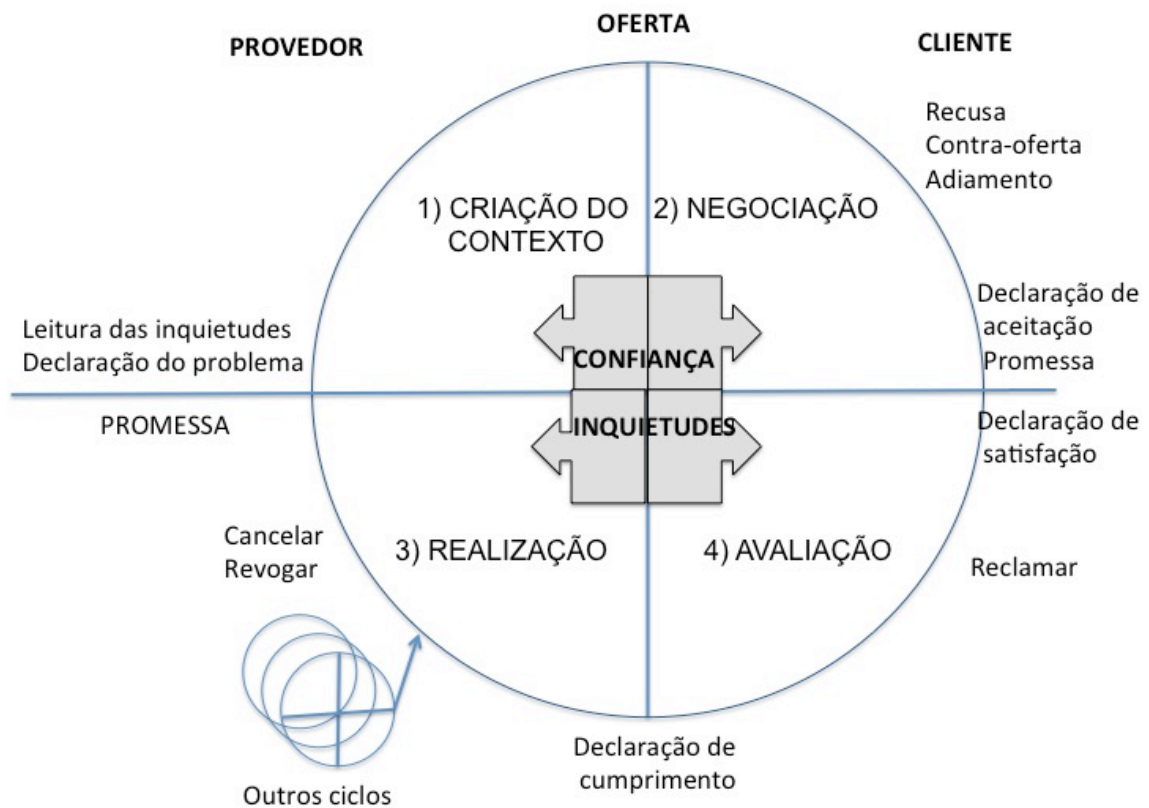 OFERTA
PROVEDOR
CLIENTE
Recusa
Contra-oferta
Adiamento
1) CRIAÇÃO DO
CONTEXTO
2) NEGOCIAÇÃO
Leitura das inquietudes
Declaração do problema
CONFIANÇA
Declaração de
aceitação
Promessa
PROMESSA
INQUIETUDES
Declaração de
satisfação
Cancelar
Revogar
3) REALIZAÇÃO
4) AVALIAÇÃO
Reclamar
Declaração de
cumprimento
Outros ciclos